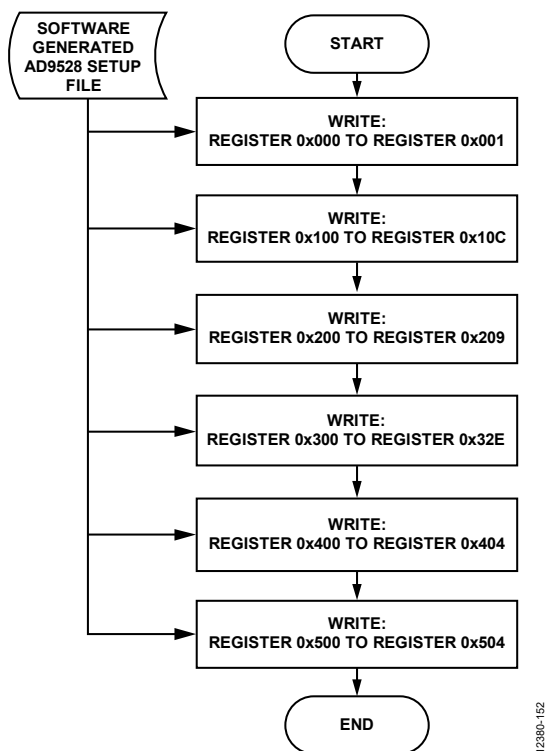 SOFTWARE
GENERATED
AD9528 SETUP
FILE
START
WRITE:
REGISTER 0x000 TO REGISTER 0x001
WRITE:
REGISTER 0x100 TO REGISTER 0x10C
WRITE:
REGISTER 0x200 TO REGISTER 0x209
WRITE:
REGISTER 0x300 TO REGISTER 0x32E
WRITE:
REGISTER 0x400 TO REGISTER 0x404
WRITE:
REGISTER 0x500 TO REGISTER 0x504
END
12380-152